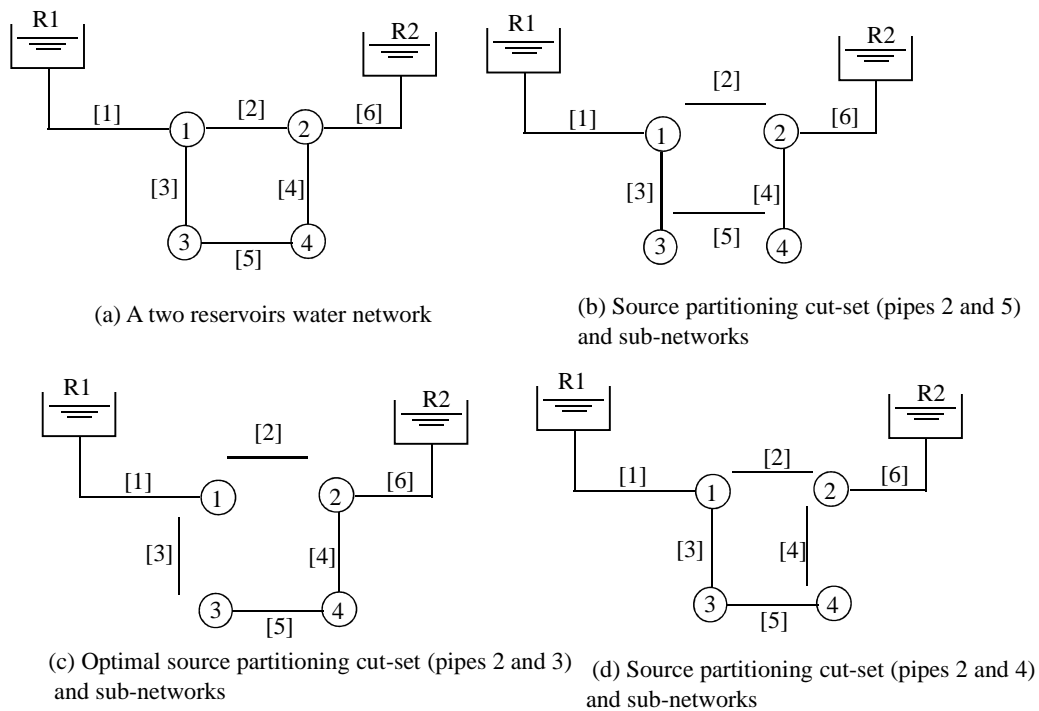 R1
R2
[1]
[2]
[6]
1
2
[3]
[4]
3
4
[5]
(a) A two reservoirs water network
R1
R2
[2]
[1]
[6]
1
2
[3]
[4]
3
[5]
4
(b) Source partitioning cut-set (pipes 2 and 5)
and sub-networks
R1
R2
[2]
[1]
[6]
1
2
[3]
[4]
3
4
[5]
(c) Optimal source partitioning cut-set (pipes 2 and 3)
and sub-networks
R1
R2
[2]
[1]
[6]
1
2
[3]
[4]
3
4
[5]
(d) Source partitioning cut-set (pipes 2 and 4)
and sub-networks